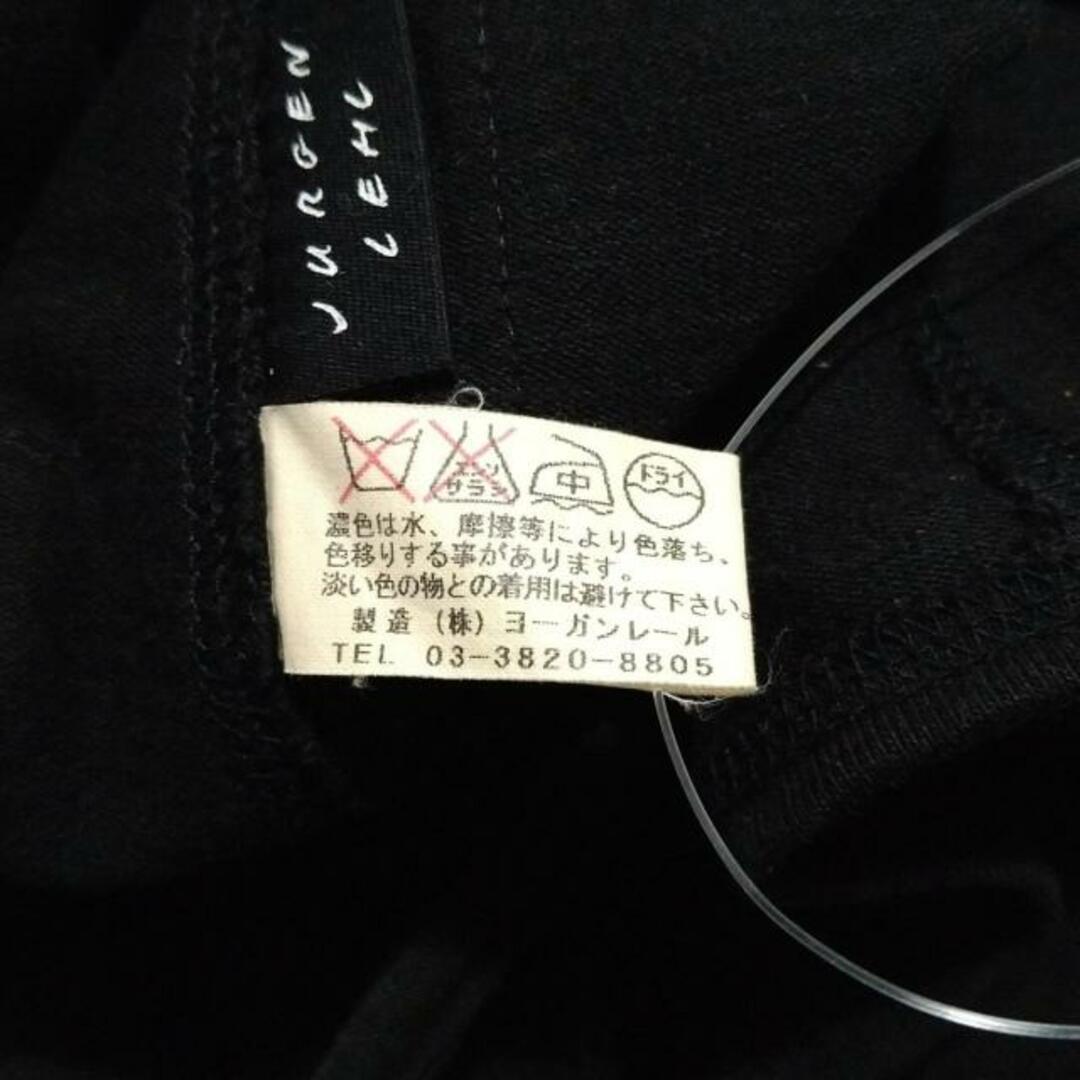 JURGEN
LEHL
エンソ
サラシ
中
ドライ
濃色は水、摩擦等により色落ち、
色移りする事があります。
淡い色の物との着用は避けて下さい。
製造 (株) ヨーガンレール
TEL 03-3820-8805